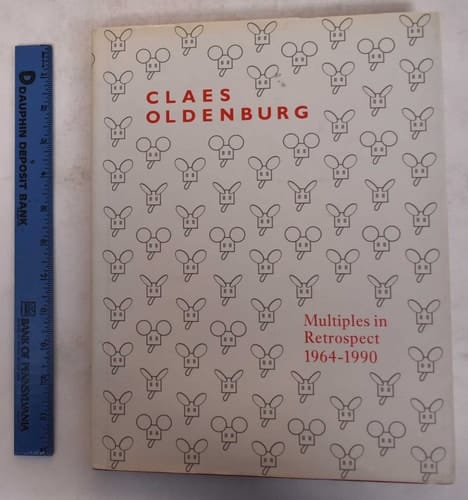 CLAES
OLDENBURG
Multiples in
Retrospect
1964-1990
DAUPHIN DEPOSIT BANK
BANK OF PENNSYLVANIA